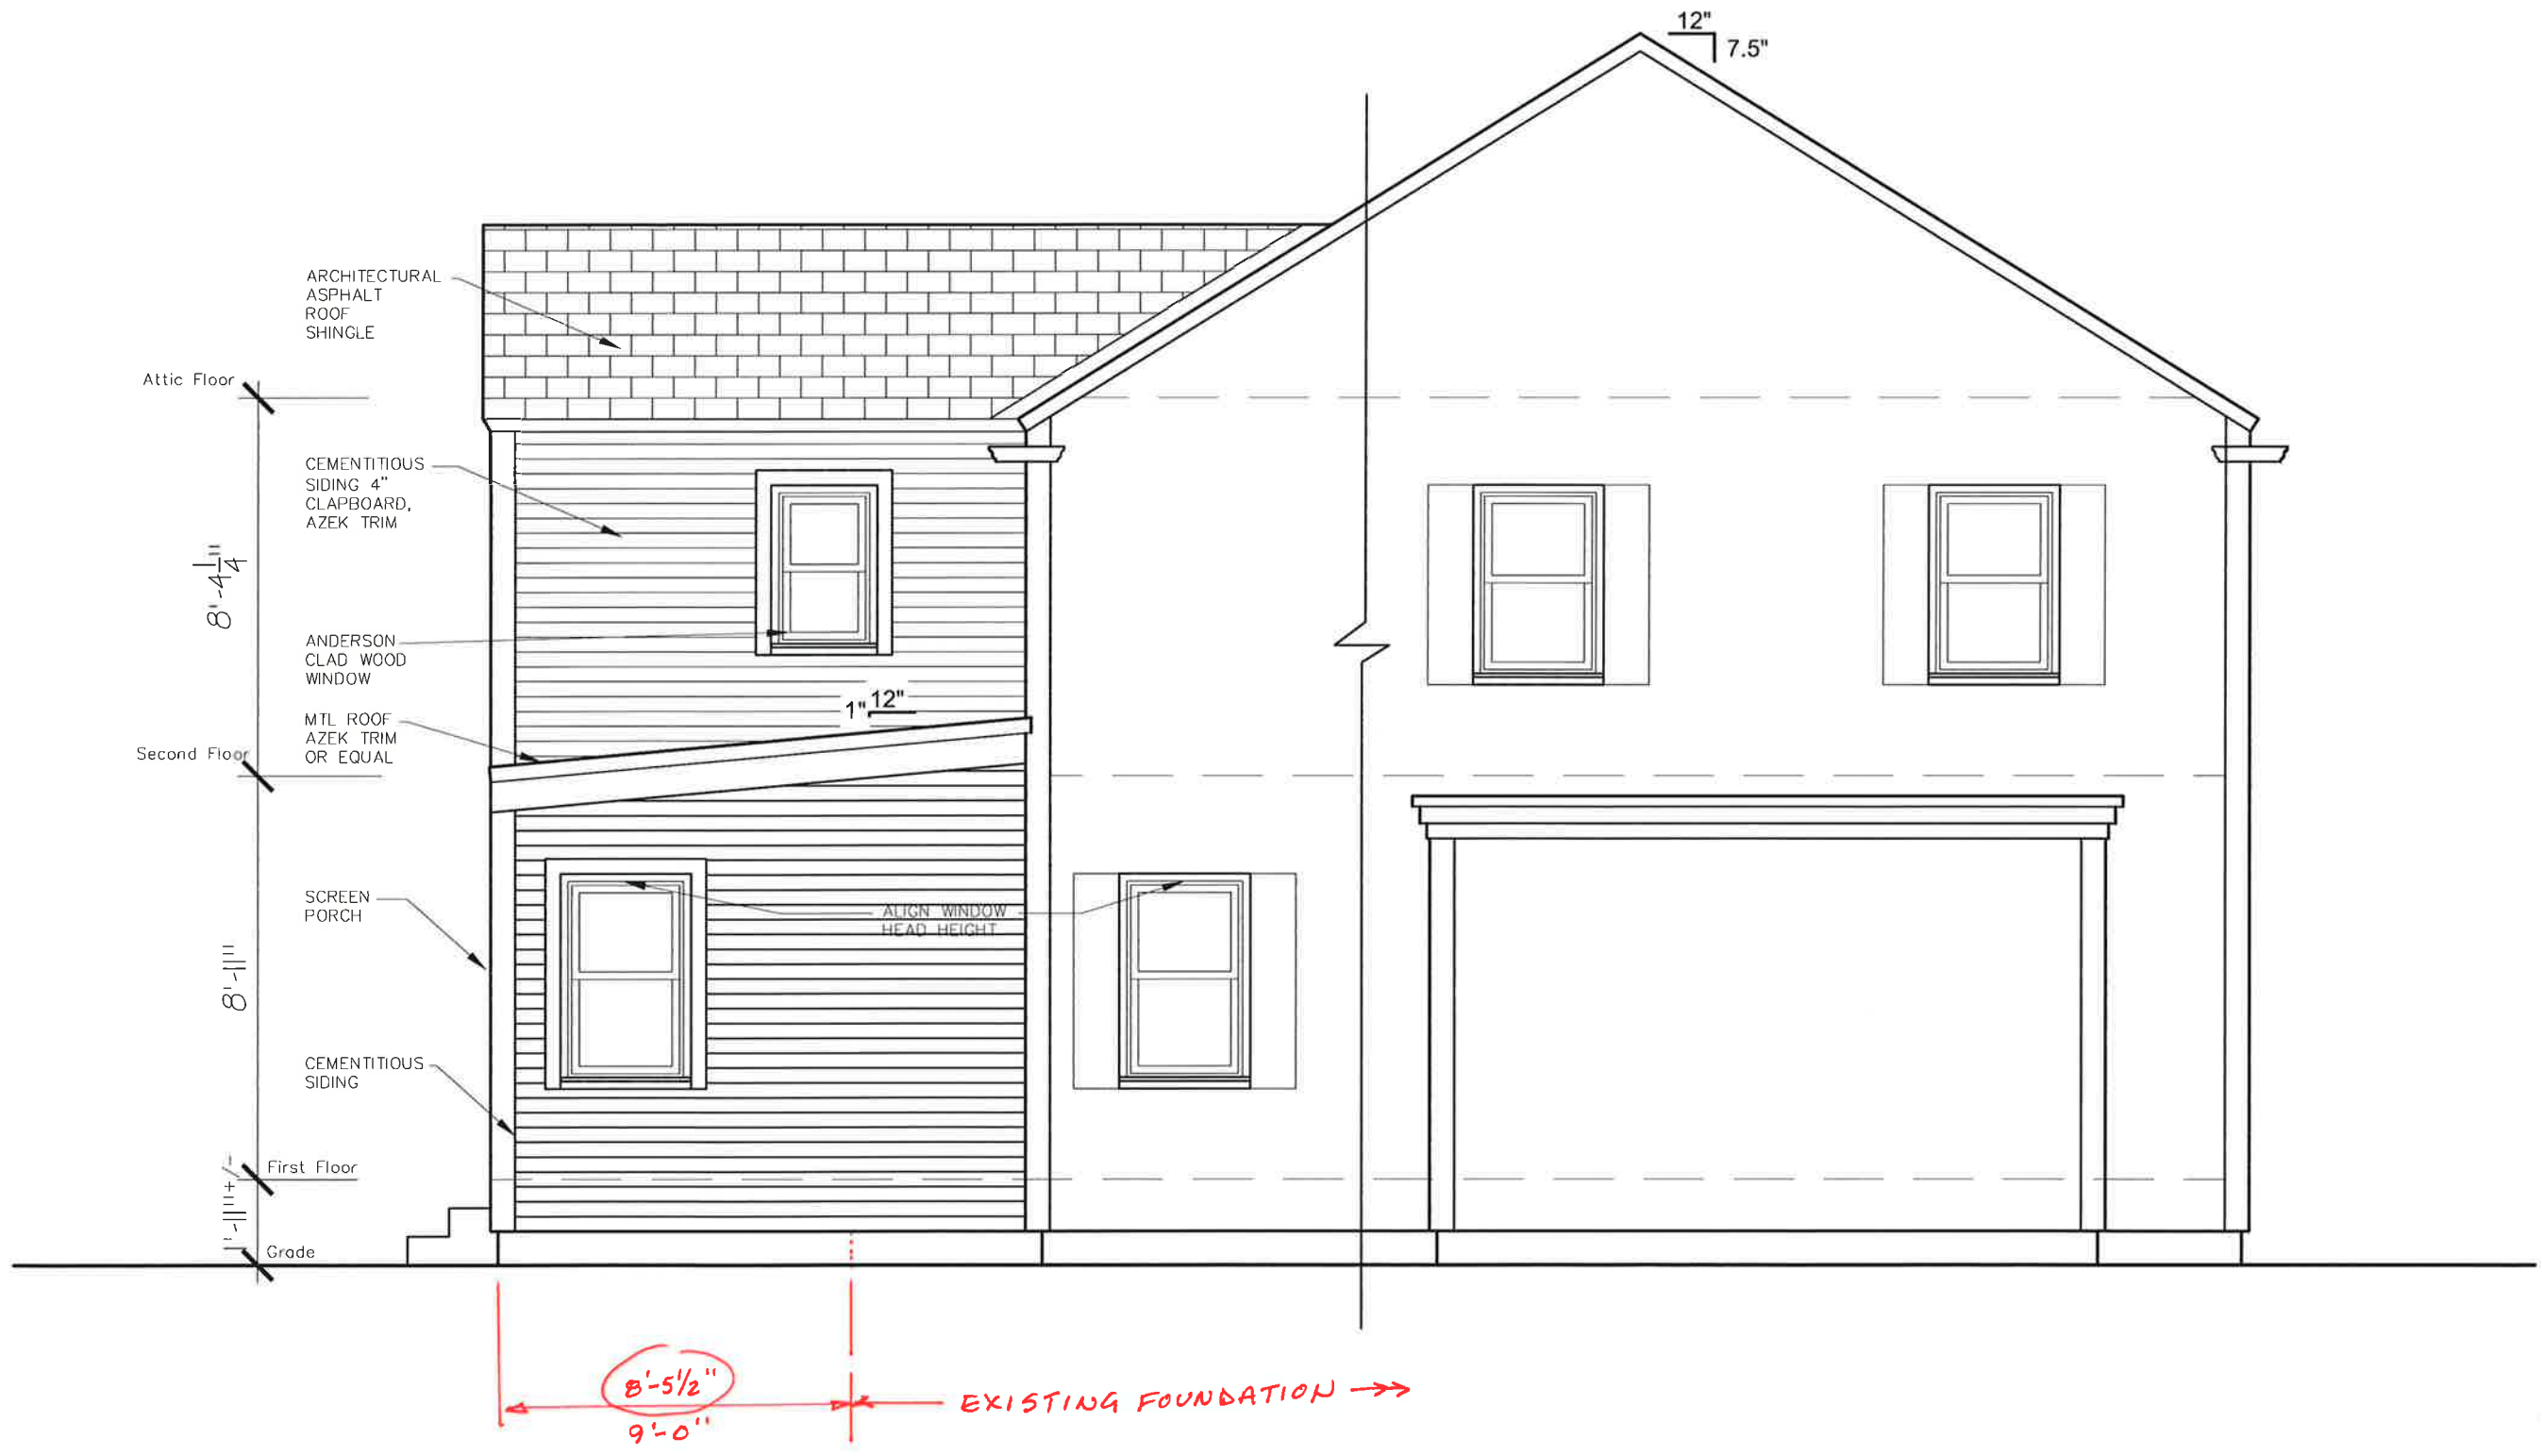 12"
7.5"
ARCHITECTURAL
ASPHALT
ROOF
SHINGLE
Attic Floor
CEMENTITIOUS
SIDING 4"
CLAPBOARD,
AZEK TRIM
8'-4 1/4"
ANDERSON
CLAD WOOD
WINDOW
12"
1"
MTL ROOF
AZEK TRIM
OR EQUAL
Second Floor
SCREEN
PORCH
ALIGN WINDOW
HEAD HEIGHT
8'-11"
CEMENTITIOUS
SIDING
First Floor
1'-11"+/-
Grade
8'-5 1/2"
9'-0"
EXISTING FOUNDATION